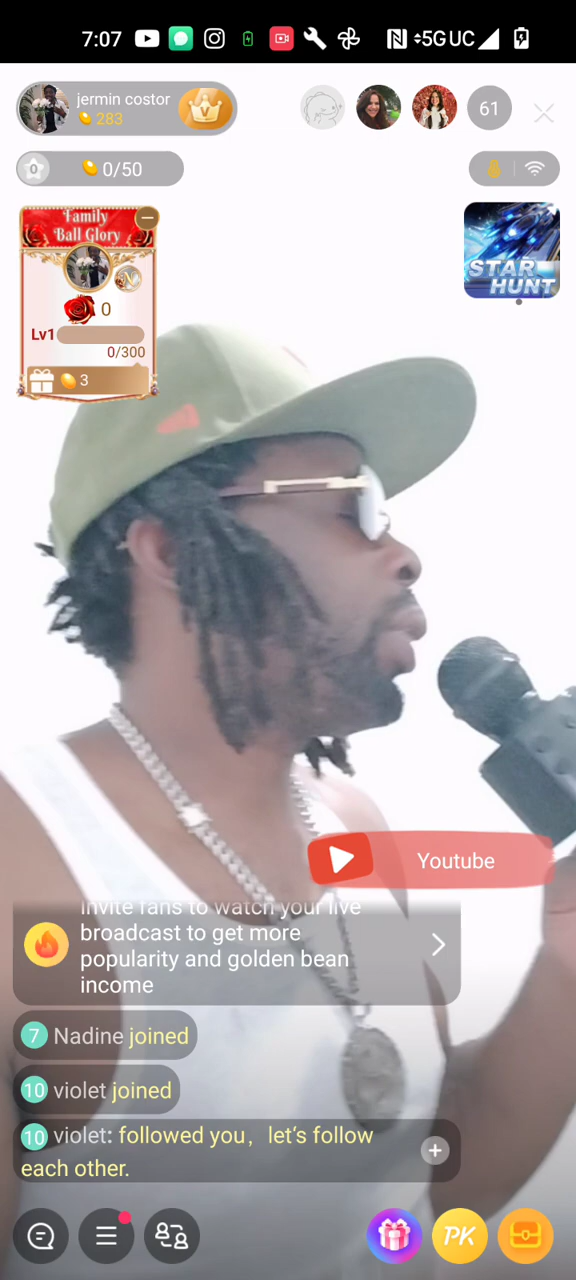 7:07
5G UC
jermin costor
283
V
61
0
0/50
Family
Ball Glory
0
Lv1
0/300
3
STAR
HUNT
Youtube
invite fans to watch your live
broadcast to get more
popularity and golden bean
income
7 Nadine joined
10 violet joined
10 violet: followed you， let's follow
each other.
PK